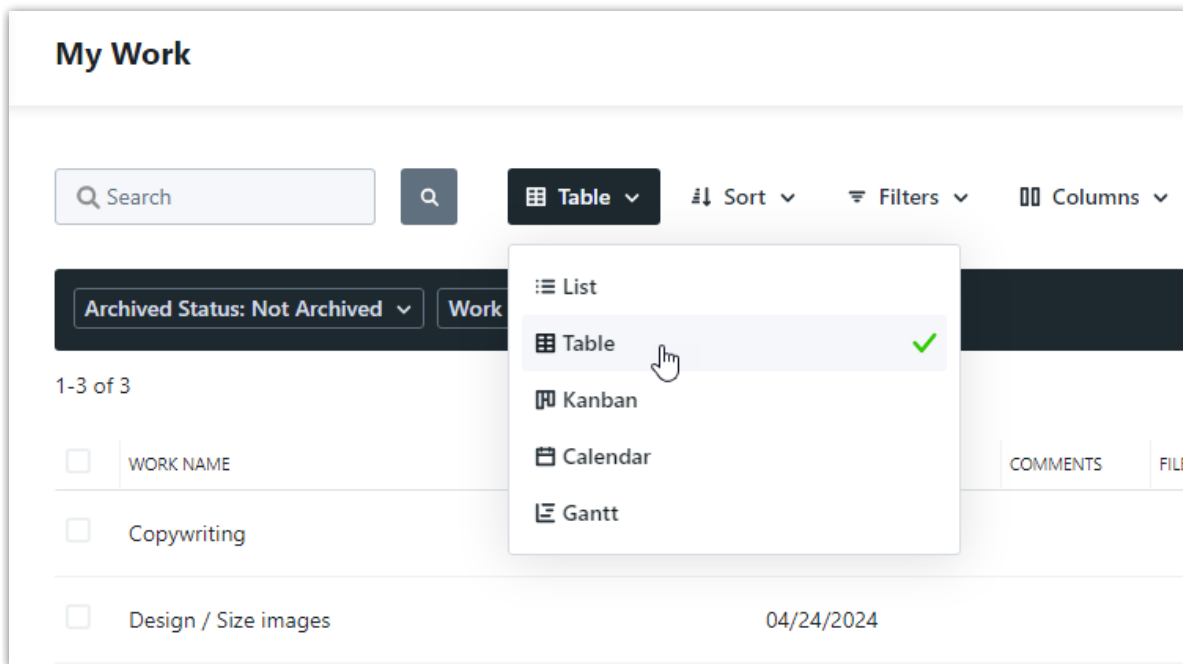 My Work
Search
Table
Sort
Filters
Columns
List
Archived Status: Not Archived
Work
Table
1-3 of 3
Kanban
Calendar
WORK NAME
COMMENTS
Gantt
Copywriting
Design / Size images
04/24/2024